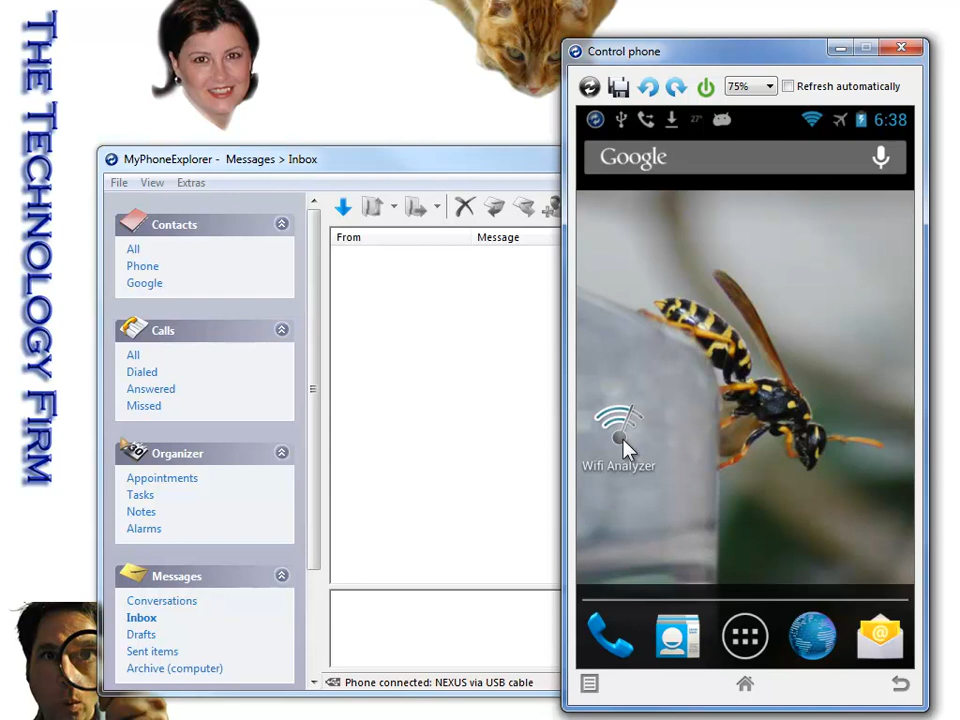 THE TECHNOLOGY FIRM
MyPhoneExplorer - Messages > Inbox
File View Extras
Contacts
All
Phone
Google
Calls
All
Dialed
Answered
Missed
Organizer
Appointments
Tasks
Notes
Alarms
Messages
Conversations
Inbox
Drafts
Sent items
Archive (computer)
From Message
Phone connected: NEXUS via USB cable
Control phone
75% Refresh automatically
27° 6:38
Google
Wifi Analyzer
@